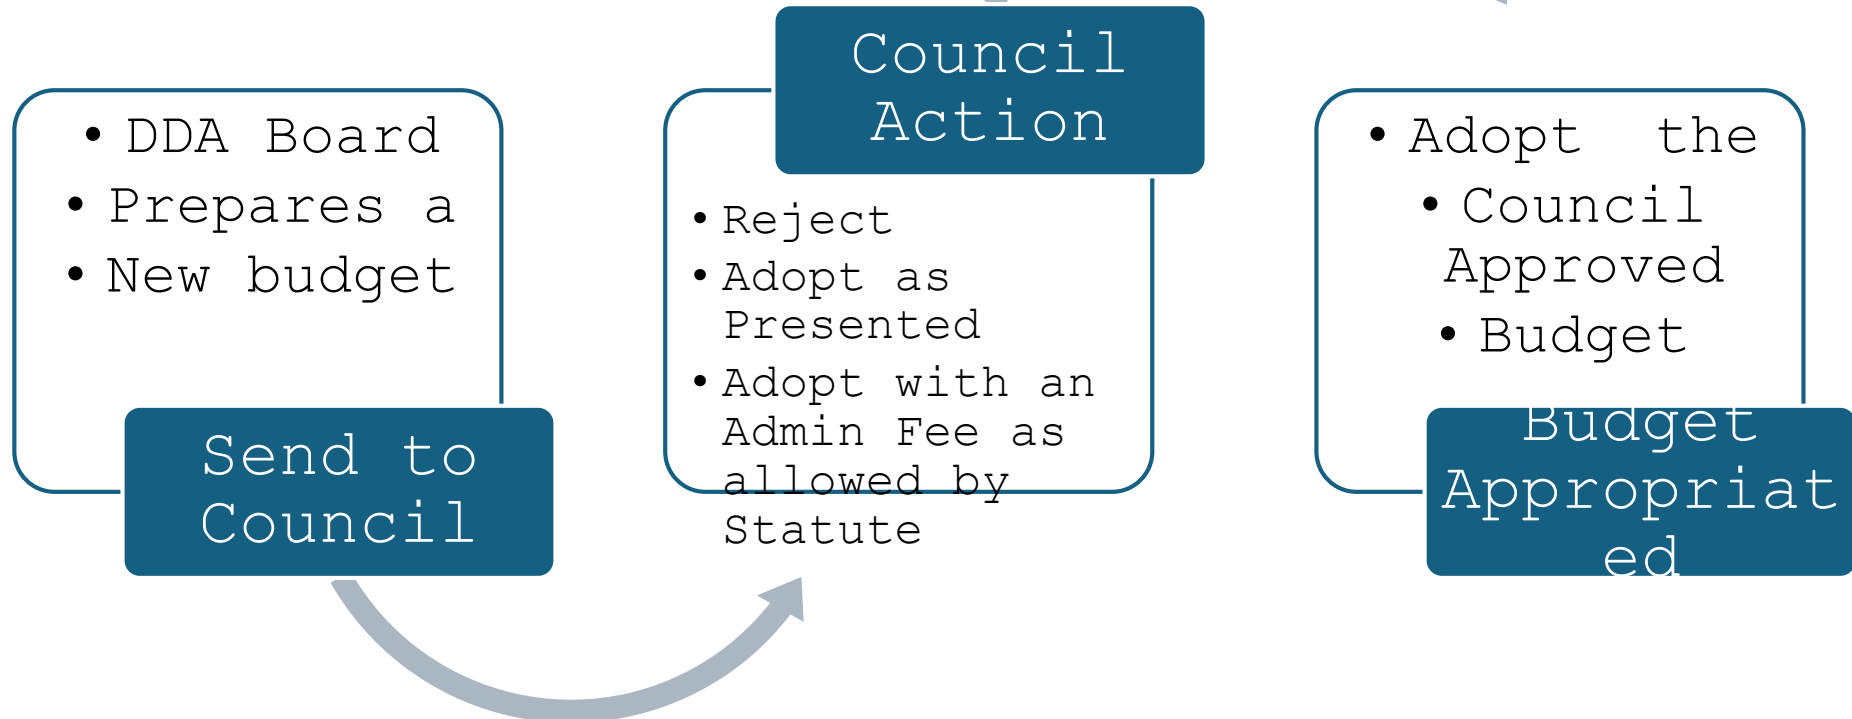 • DDA Board
• Prepares a
• New budget
Send to
Council
Council
Action
• Reject
• Adopt as
Presented
• Adopt with an
Admin Fee as
allowed by
Statute
• Adopt the
• Council
Approved
• Budget
Budget
Appropriat
ed